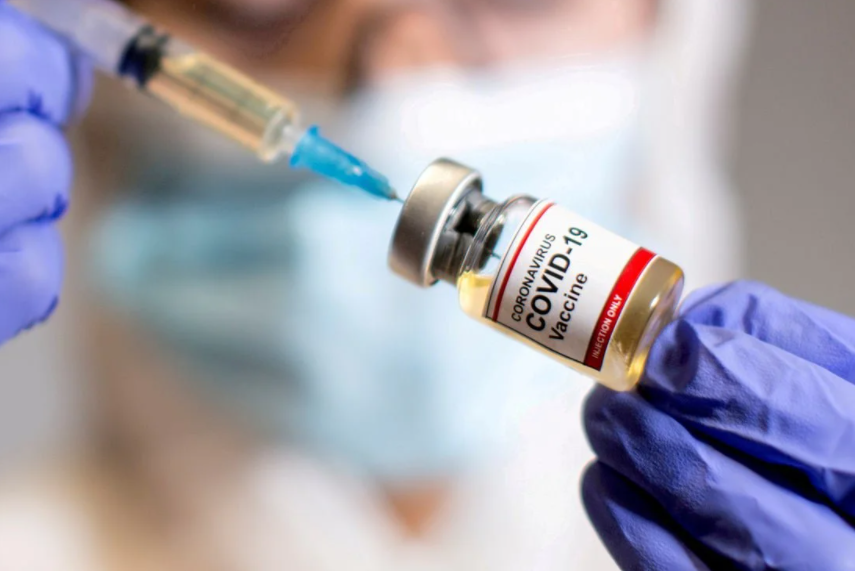 CORONAVIRUS
COVID-19
Vaccine
INJECTION ONLY